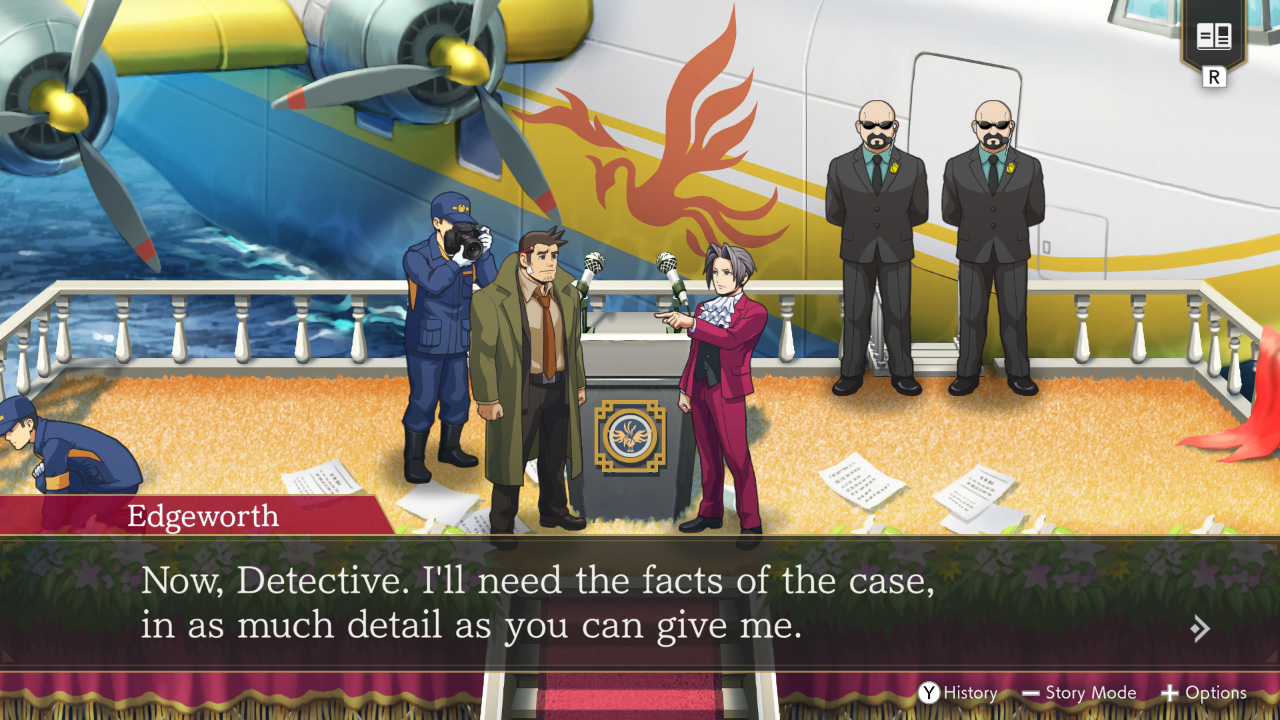 R
Edgeworth
Now, Detective. I'll need the facts of the case,
in as much detail as you can give me.
Y History − Story Mode + Options